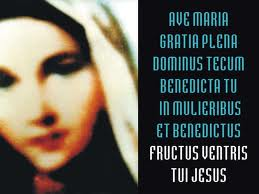 AVE MARIA
GRATIA PLENA
DOMINUS TECUM
BENEDICTA TU
IN MULIERIBUS
ET BENEDICTUS
FRUCTUS VENTRIS
TUI JESUS